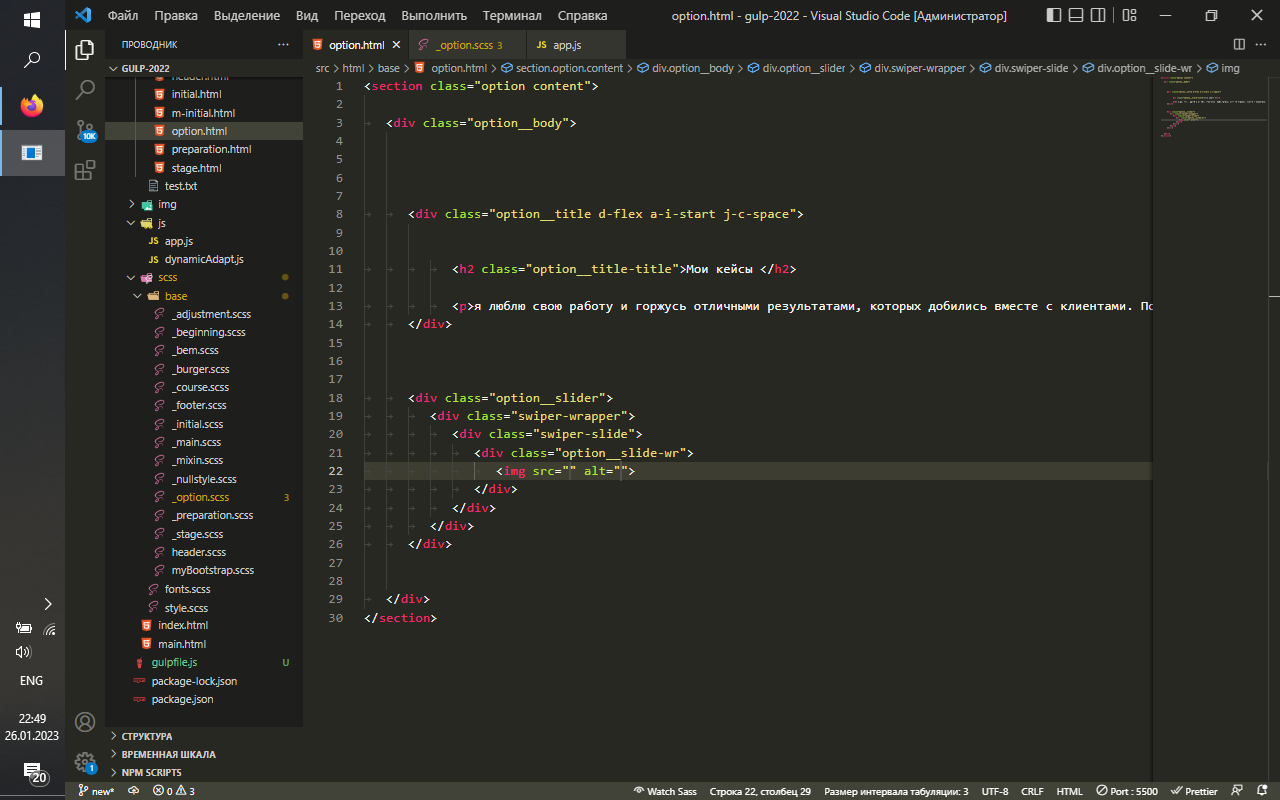 Файл Правка Выделение Вид Переход Выполнить Терминал Справка option.html - gulp-2022 - Visual Studio Code [Администратор]
ПРОВОДНИК ···
option.html
_option.scss 3
JS app.js
GULP-2022
src > html > base > option.html > section.option.content > div.option__body > div.option__slider > div.swiper-wrapper > div.swiper-slide > div.option__slide-wr > img
header.html
initial.html
m-initial.html
option.html
preparation.html
stage.html
test.txt
img
js
JS app.js
JS dynamicAdapt.js
scss
base
_adjustment.scss
_beginning.scss
_bem.scss
_burger.scss
_course.scss
_footer.scss
_initial.scss
_main.scss
_mixin.scss
_nullstyle.scss
_option.scss 3
_preparation.scss
_stage.scss
header.scss
myBootstrap.scss
fonts.scss
style.scss
index.html
main.html
gulpfile.js U
package-lock.json
package.json
СТРУКТУРА
ВРЕМЕННАЯ ШКАЛА
NPM SCRIPTS
1 <section class="option content">
2
3 <div class="option__body">
4
5
6
7
8 <div class="option__title d-flex a-i-start j-c-space">
9
10
11 <h2 class="option__title-title">Мои кейсы </h2>
12
13 <p>я люблю свою работу и горжусь отличными результатами, которых добились вместе с клиентами. По
14 </div>
15
16
17
18 <div class="option__slider">
19 <div class="swiper-wrapper">
20 <div class="swiper-slide">
21 <div class="option__slide-wr">
22 <img src="" alt="">
23 </div>
24 </div>
25 </div>
26 </div>
27
28
29 </div>
30 </section>
10K
1
ENG
22:49
26.01.2023
20
new* 0 3 Watch Sass Строка 22, столбец 29 Размер интервала табуляции: 3 UTF-8 CRLF HTML Port : 5500 Prettier